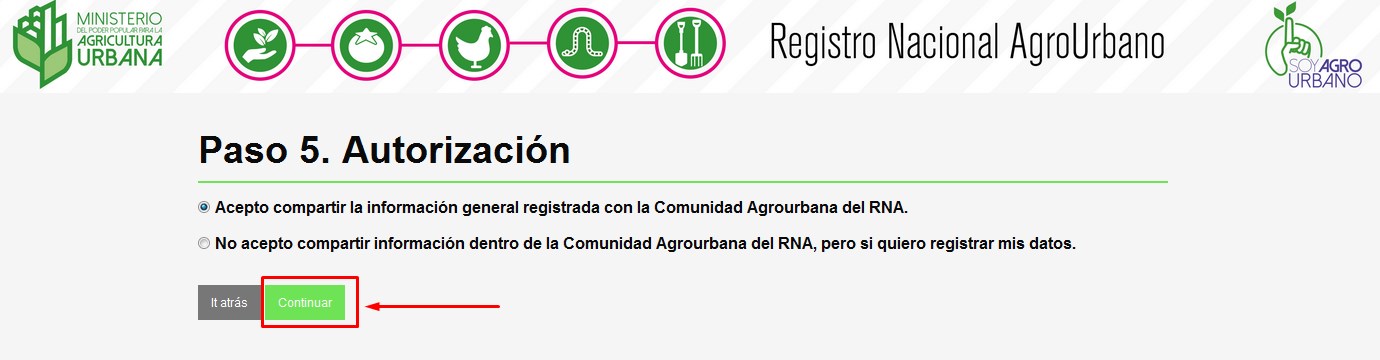 MINISTERIO
DEL PODER POPULAR PARA LA
AGRICULTURA
URBANA
Registro Nacional AgroUrbano
SOYAGRO
URBANO
Paso 5. Autorización
Acepto compartir la información general registrada con la Comunidad Agrourbana del RNA.
No acepto compartir información dentro de la Comunidad Agrourbana del RNA, pero si quiero registrar mis datos.
It atrás
Continuar